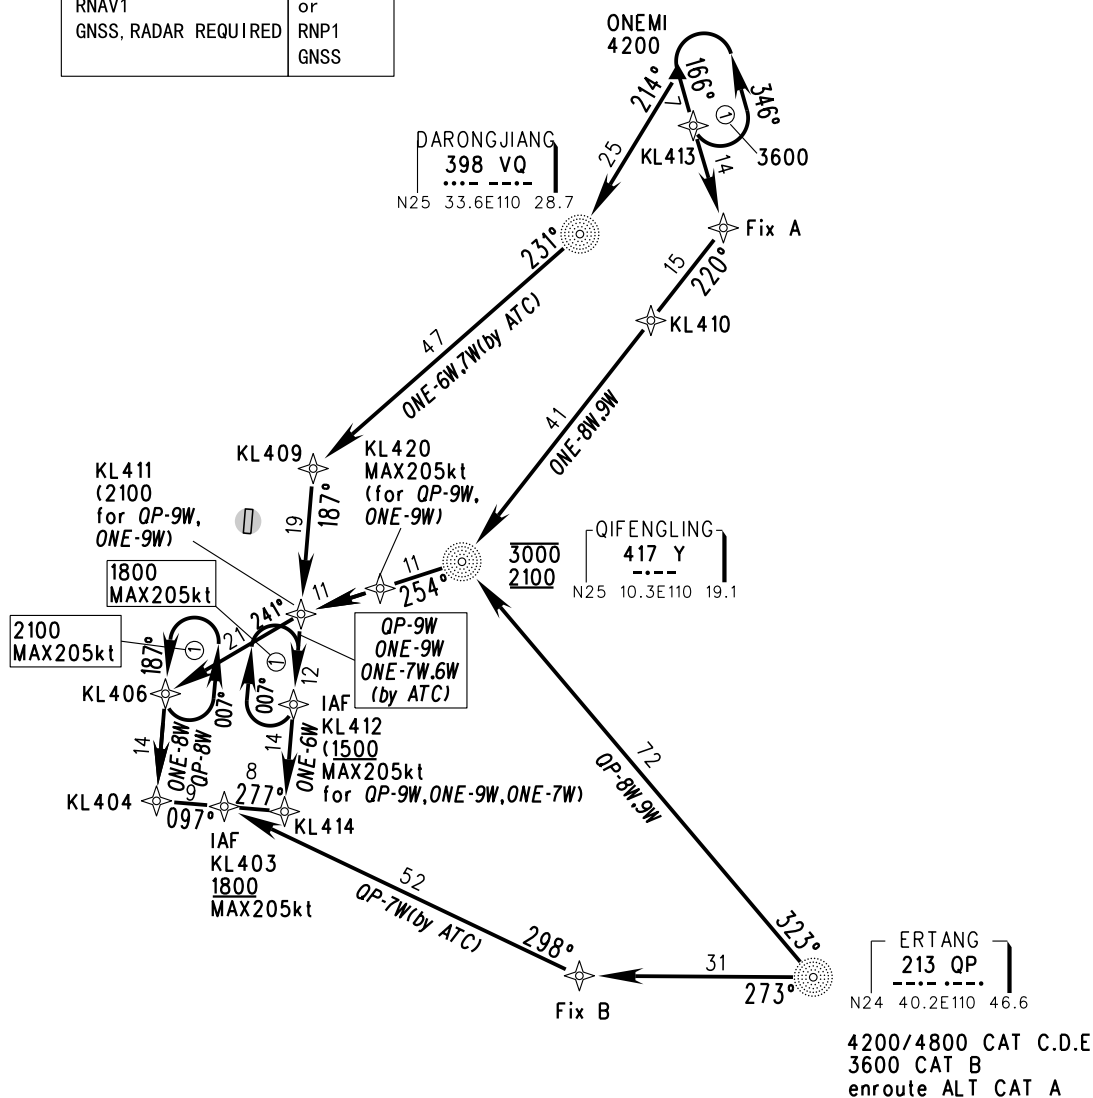 RNAV1
GNSS, RADAR REQUIRED
or
RNP1
GNSS
ONEMI
4200
214°
166°
346°
7
1
KL413
3600
14
25
DARONGJIANG
398 VQ
N25 33.6E110 28.7
Fix A
231°
15
220°
KL410
47
ONE-6W,7W(by ATC)
41
ONE-8W,9W
KL409
KL420
MAX205kt
(for QP-9W,
ONE-9W)
KL411
(2100
for QP-9W,
ONE-9W)
187°
19
QIFENGLING
417 Y
N25 10.3E110 19.1
3000
2100
11
254°
11
1800
MAX205kt
241°
21
2100
MAX205kt
1
1
QP-9W
ONE-9W
ONE-7W.6W
(by ATC)
187°
007°
007°
12
KL406
IAF
KL412
(1500
MAX205kt
for QP-9W,ONE-9W,ONE-7W)
14
ONE-8W
QP-8W
14
ONE-6W
72
QP-8W.9W
KL404
9
097°
8
277°
KL414
IAF
KL403
1800
MAX205kt
52
QP-7W(by ATC)
298°
323°
31
273°
Fix B
ERTANG
213 QP
N24 40.2E110 46.6
4200/4800 CAT C.D.E
3600 CAT B
enroute ALT CAT A